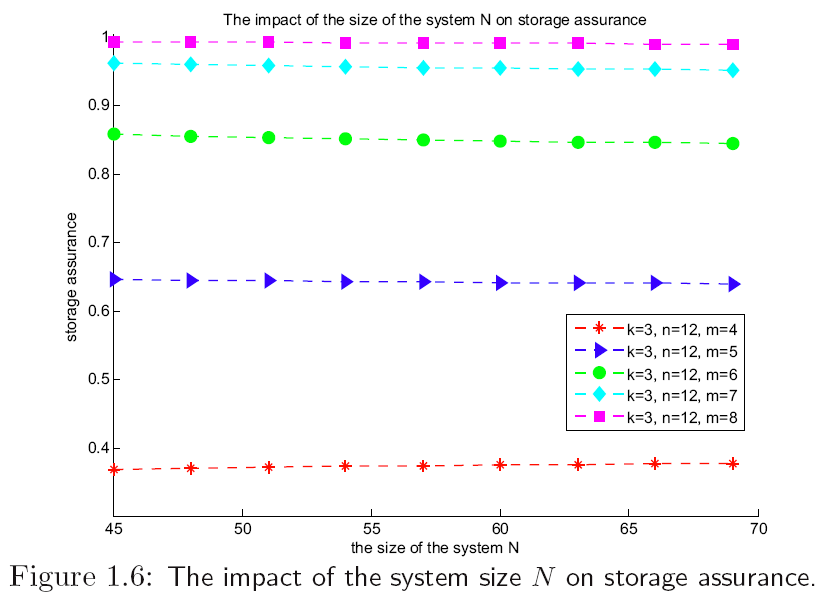 The impact of the size of the system N on storage assurance
1
0.9
0.8
0.7
0.6
0.5
0.4
storage assurance
k=3, n=12, m=4
k=3, n=12, m=5
k=3, n=12, m=6
k=3, n=12, m=7
k=3, n=12, m=8
45 50 55 60 65 70
the size of the system N
Figure 1.6: The impact of the system size N on storage assurance.